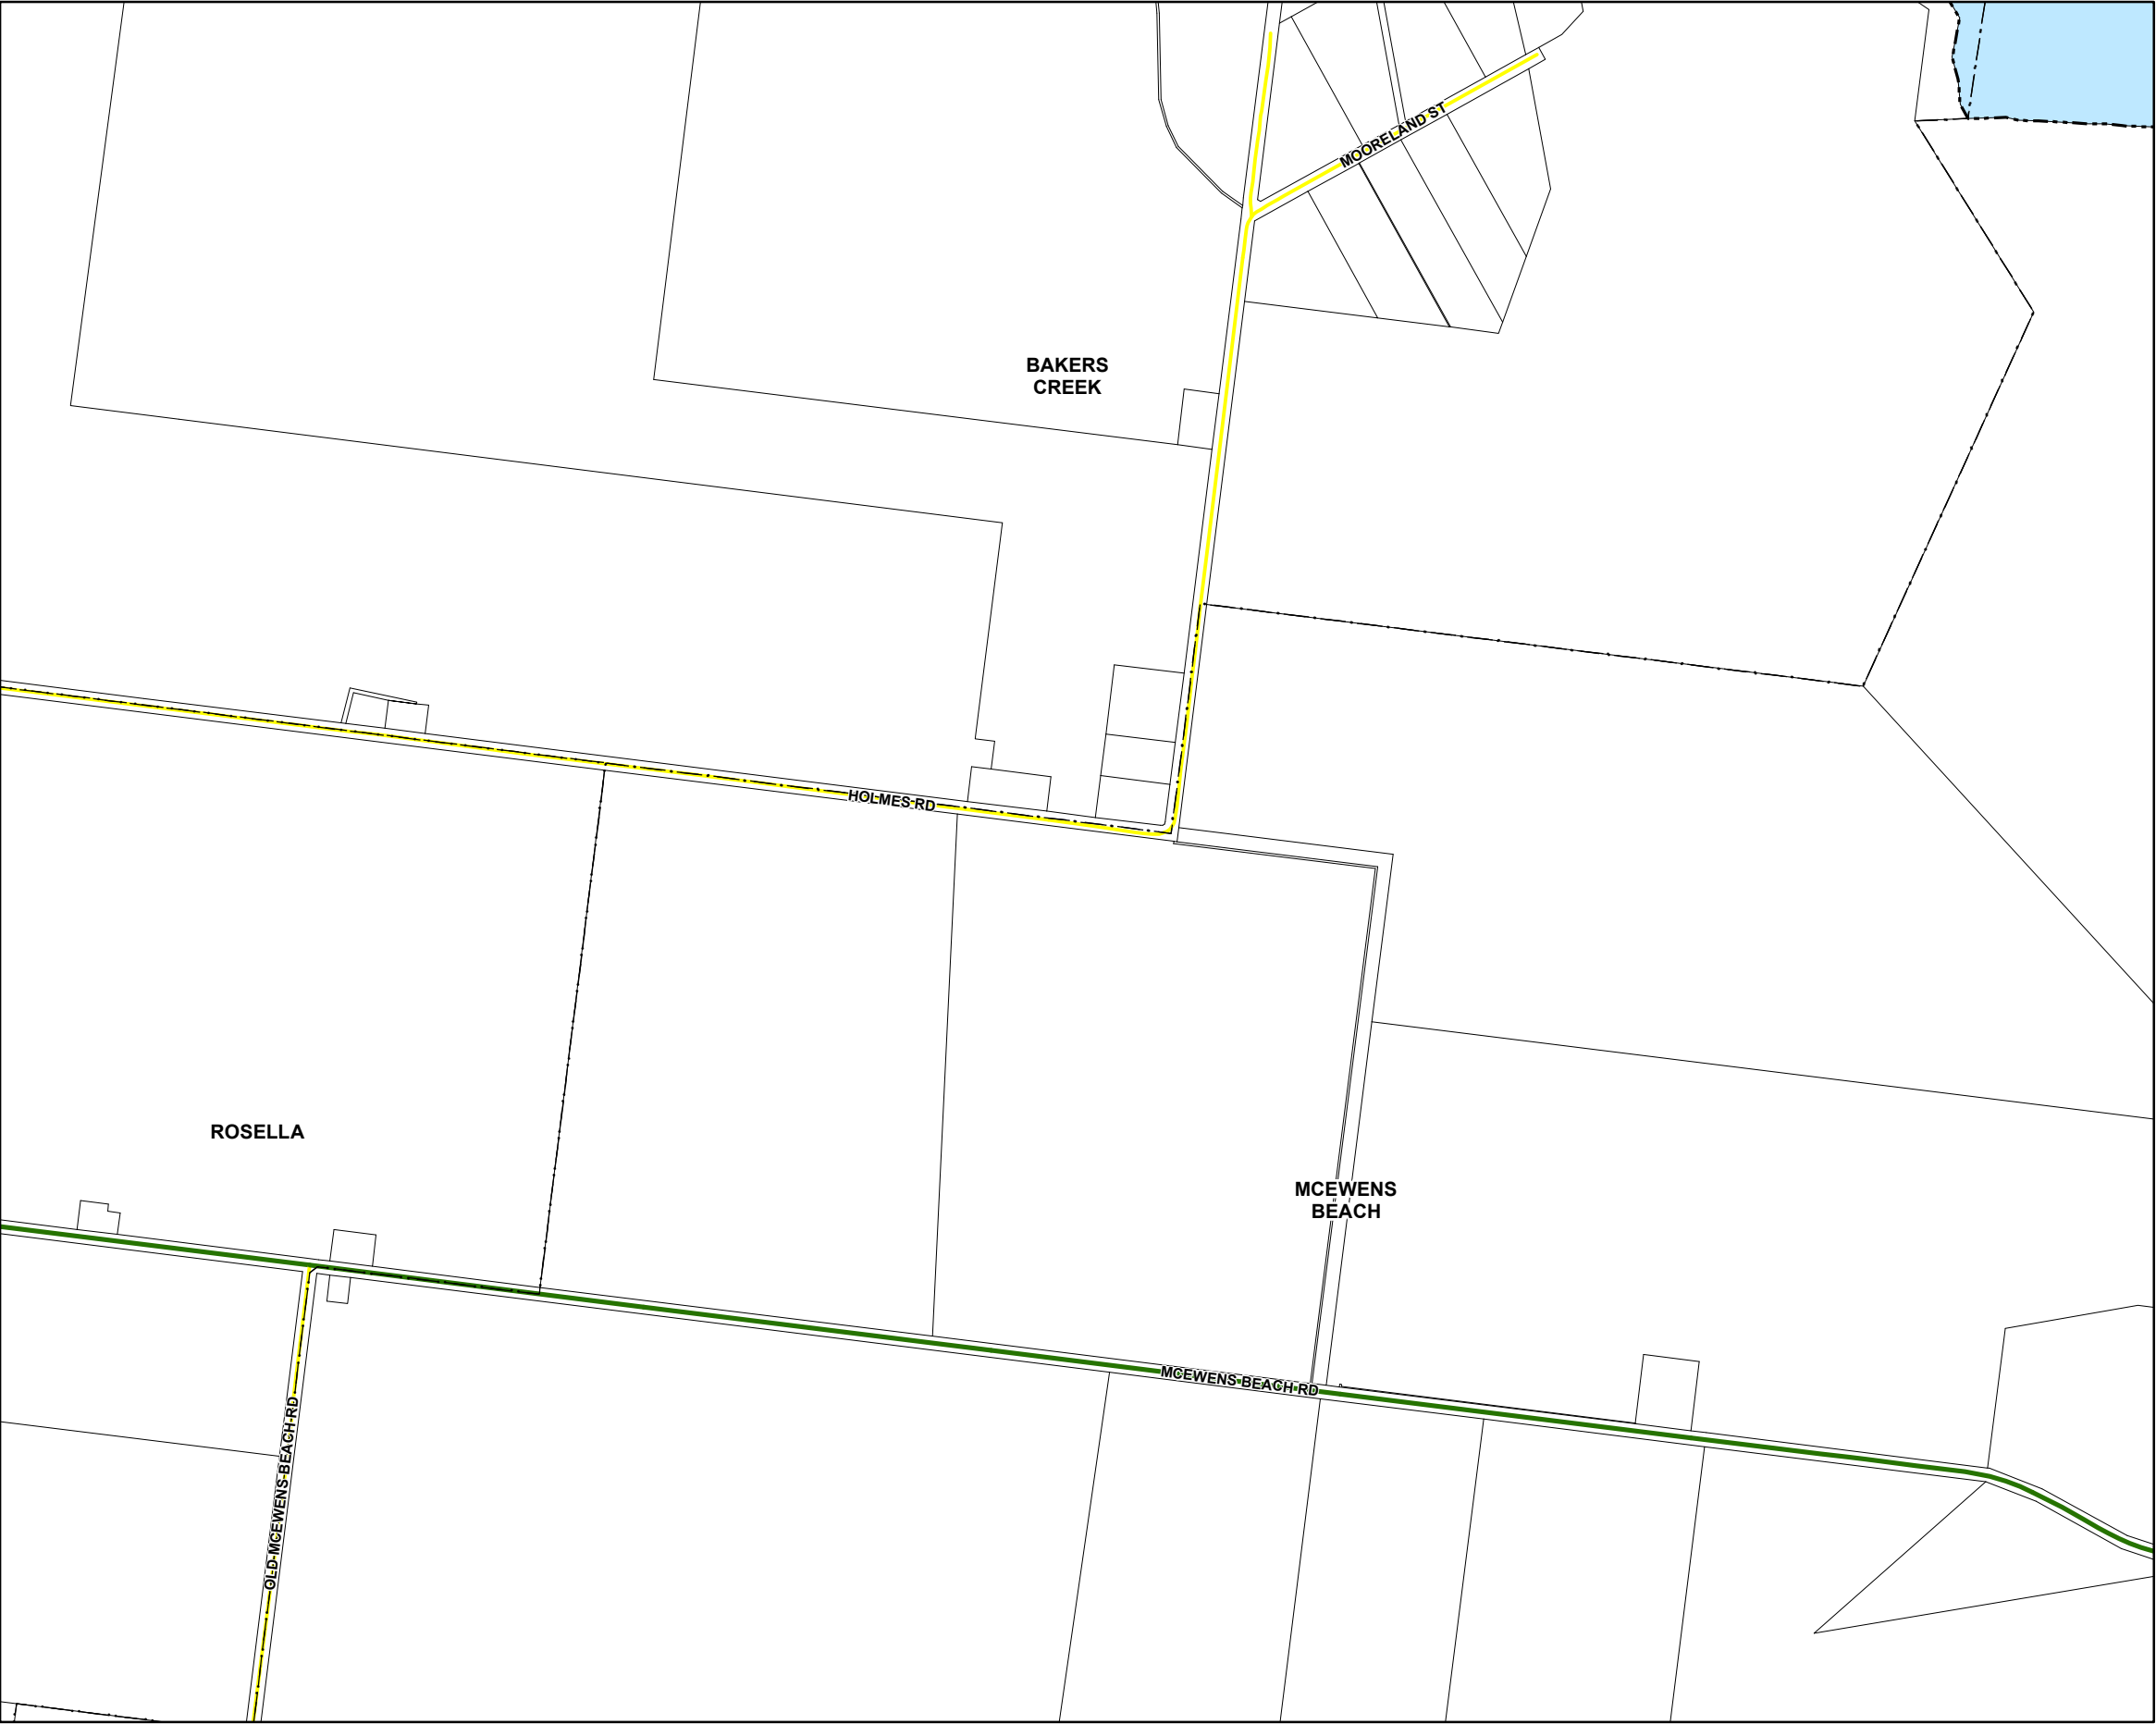 MOORELAND ST
BAKERS
CREEK
HOLMES RD
ROSELLA
MCEWENS
BEACH
MCEWENS BEACH RD
OLD MCEWENS BEACH RD